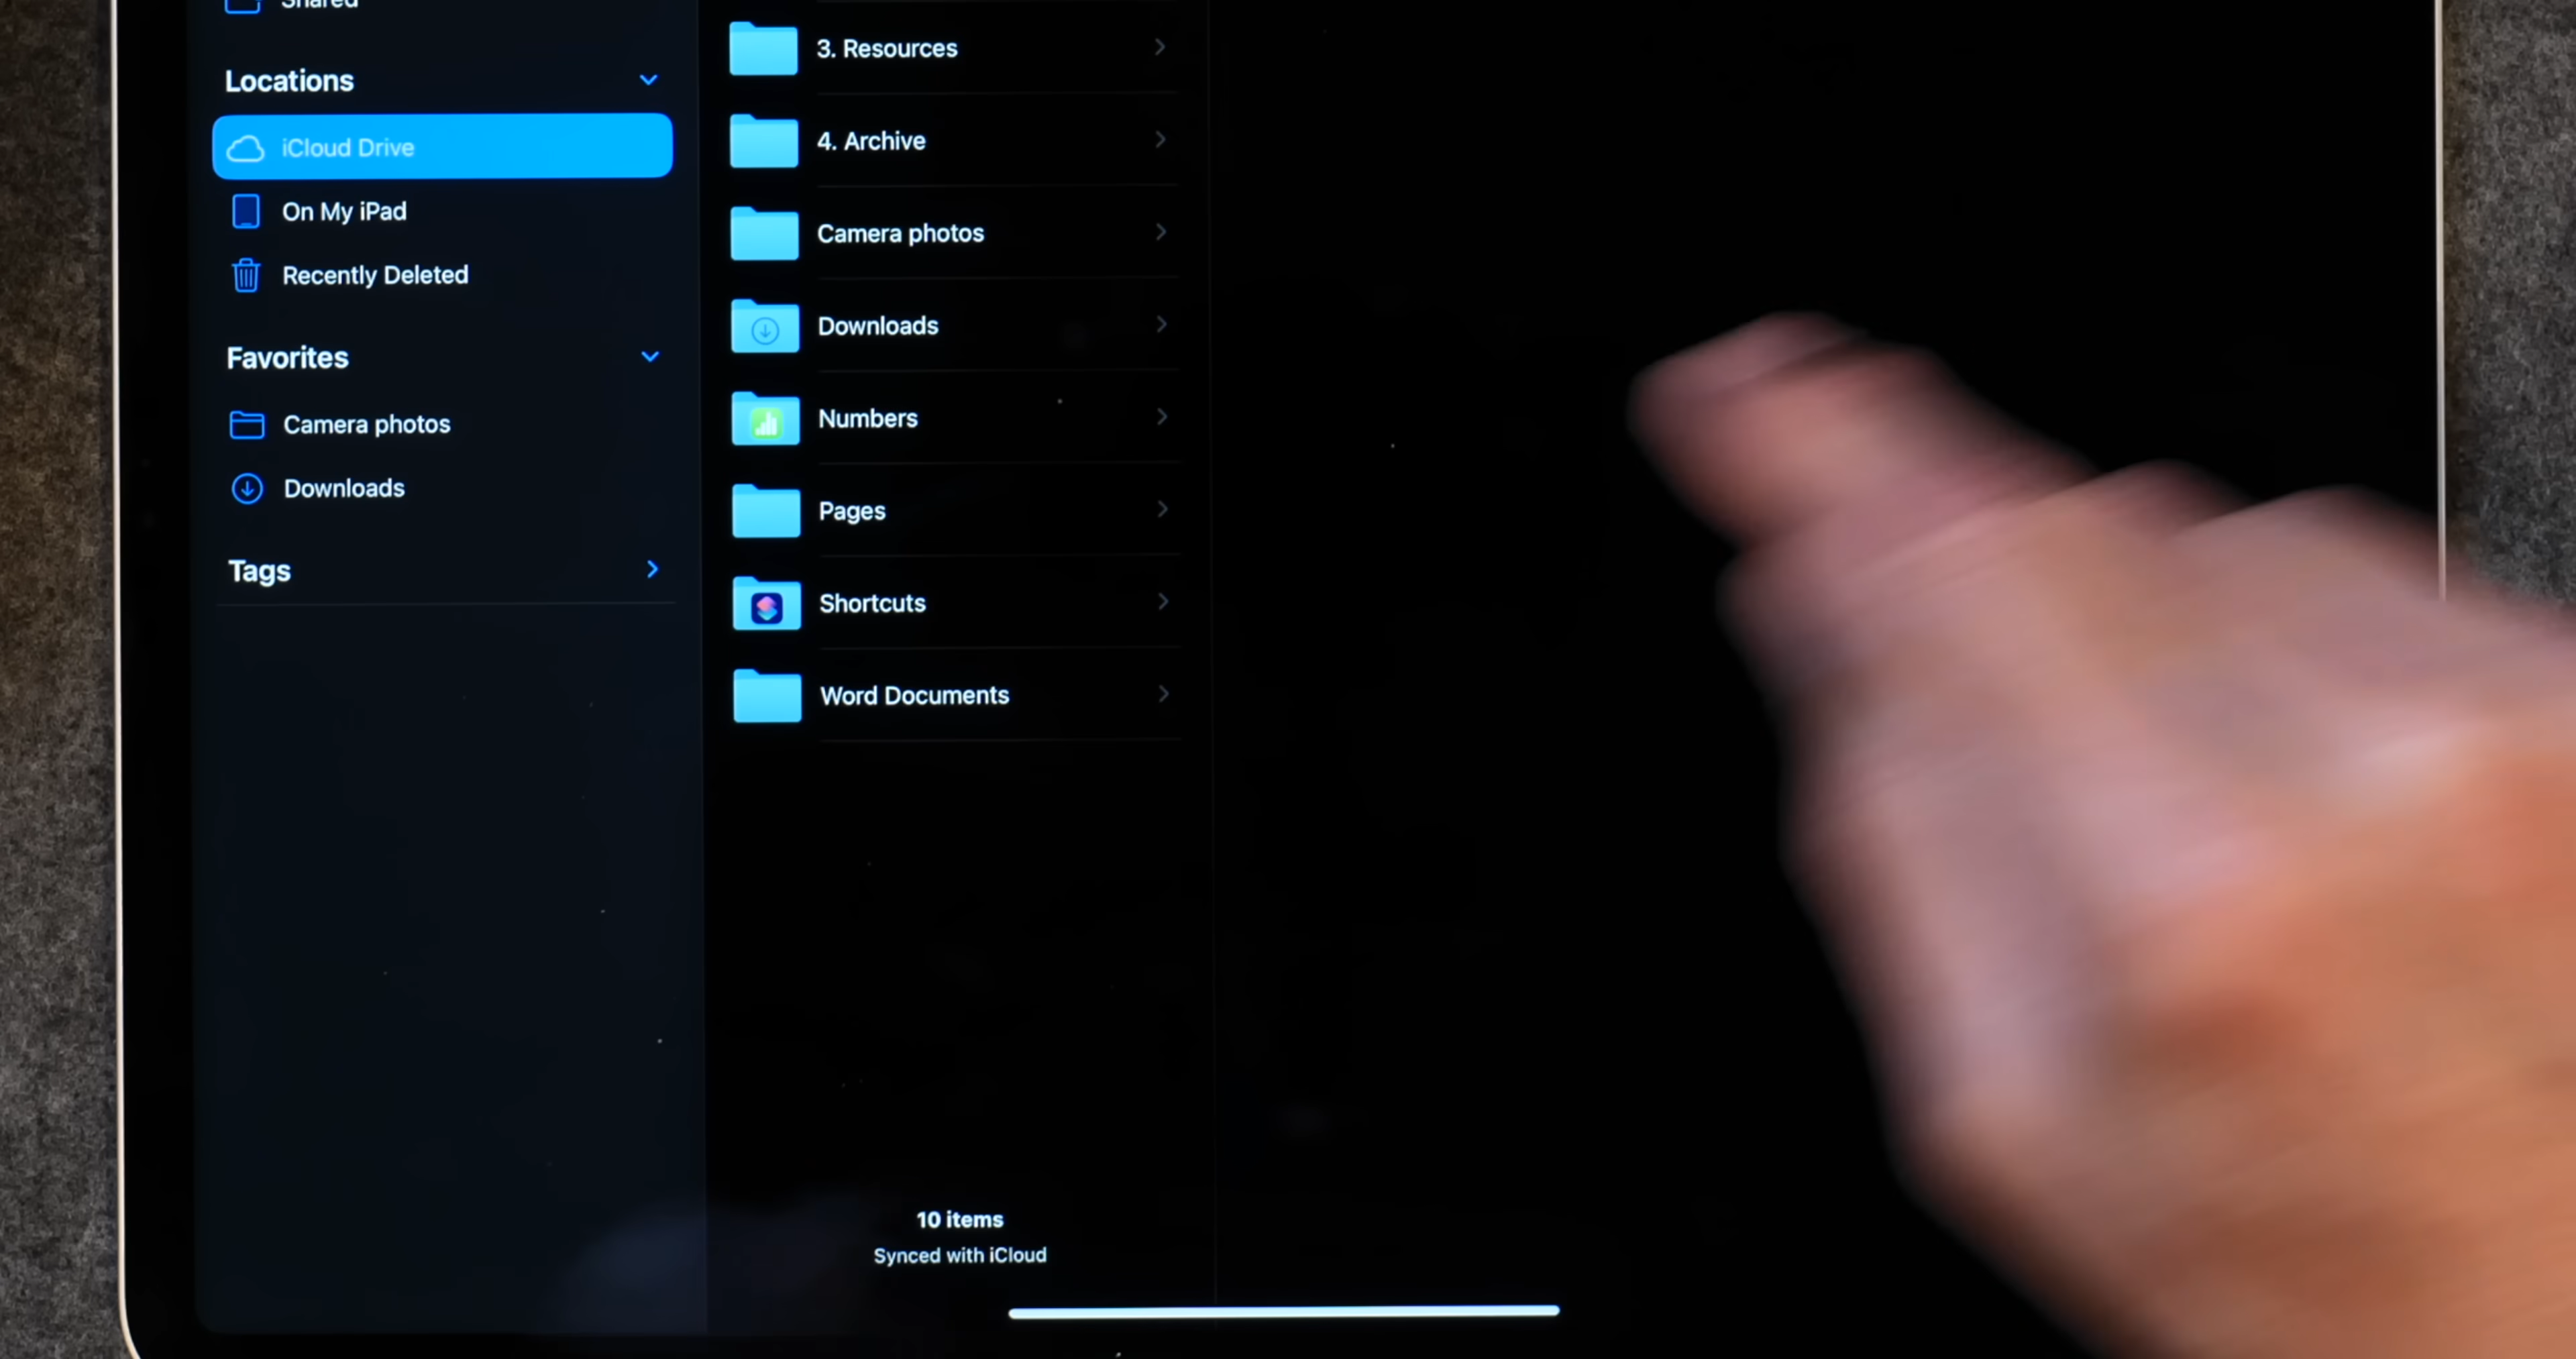 Shared
Locations
iCloud Drive
On My iPad
Recently Deleted
Favorites
Camera photos
Downloads
Tags
3. Resources
4. Archive
Camera photos
Downloads
Numbers
Pages
Shortcuts
Word Documents
10 items
Synced with iCloud